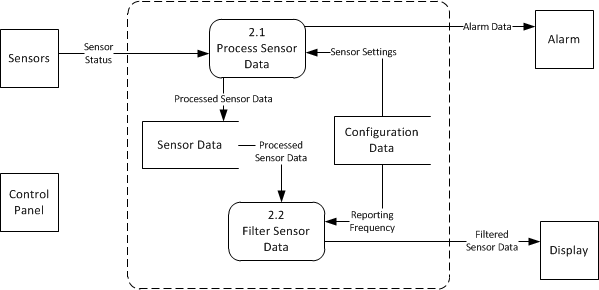 Sensors
Sensor
Status
2.1
Process Sensor
Data
Alarm Data
Alarm
Sensor Settings
Processed Sensor Data
Sensor Data
Processed
Sensor Data
Configuration
Data
Control
Panel
2.2
Filter Sensor
Data
Reporting
Frequency
Filtered
Sensor Data
Display